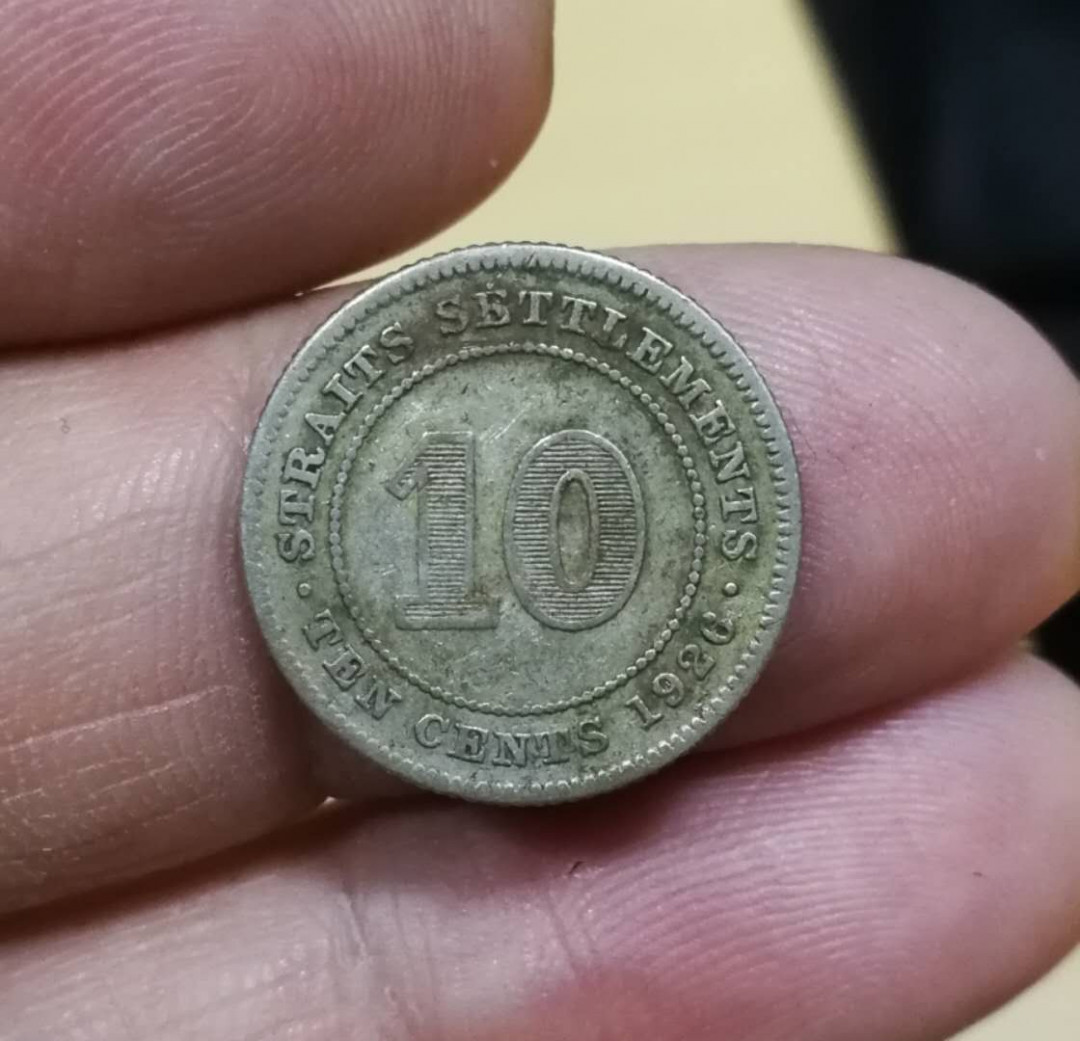 STRAITS SETTLEMENTS
10
· TEN CENTS 1926 ·